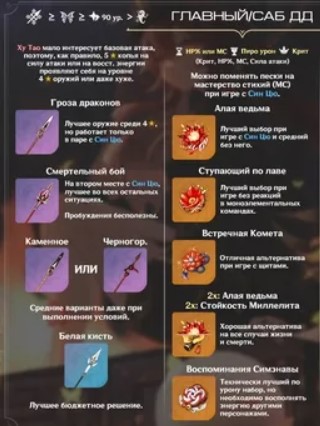 ≥ ≥ 90 ур. >
ГЛАВНЫЙ/САБ ДД
Ху Тао мало интересует базовая атака,
поэтому, как правило, 5 ★ копья на
силу атаки или на восст. энергии
проявляют себя на уровне
4 ★ оружий или даже хуже.
Гроза драконов
Лучшее оружие среди 4★,
но работает только
в паре с Син Цю.
Смертельный бой
На втором месте с Син Цю,
лучшее во всех остальных
ситуациях.
Пробуждения бесполезны.
Каменное
Черногор.
ИЛИ
Средние варианты даже при
выполнении условий.
Белая кисть
Лучшее бюджетное решение.
HP% или МС
Пиро урон
Крит
(Крит, HP%, МС, Сила атаки)
Можно поменять пески на
мастерство стихий (МС)
при игре с Син Цю.
Алая ведьма
Лучший выбор при
игре с Син Цю и средний
без него.
Ступающий по лаве
Лучший выбор при
игре без реакций
в моноэлементальных
командах.
Встречная Комета
Отличная альтернатива
при игре с щитами.
2x: Алая ведьма
2x: Стойкость Миллелита
Хорошая альтернатива
на все случаи жизни
и смерти.
Воспоминания Симэнавы
Технически лучший по
урону набор, но
необходимо восполнять
энергию другими
персонажами.